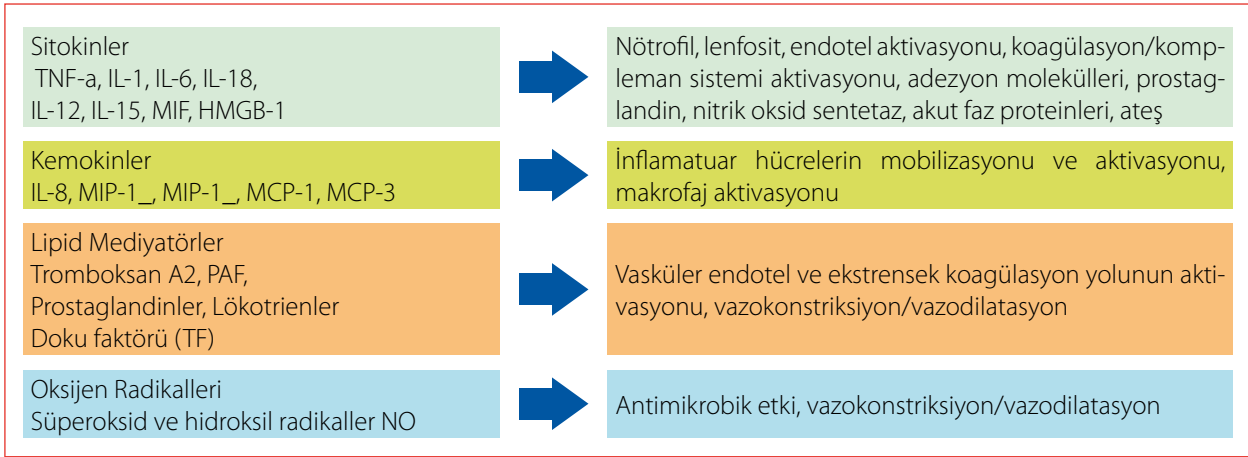 Sitokinler
TNF-a, IL-1, IL-6, IL-18,
IL-12, IL-15, MIF, HMGB-1
Nötrofil, lenfosit, endotel aktivasyonu, koagülasyon/komp-
leman sistemi aktivasyonu, adezyon molekülleri, prostag-
landin, nitrik oksid sentetaz, akut faz proteinleri, ateş
Kemokinler
IL-8, MIP-1_, MIP-1_, MCP-1, MCP-3
İnflamatuar hücrelerin mobilizasyonu ve aktivasyonu,
makrofaj aktivasyonu
Lipid Mediyatörler
Tromboksan A2, PAF,
Prostaglandinler, Lökotrienler
Doku faktörü (TF)
Vasküler endotel ve ekstrensek koagülasyon yolunun akti-
vasyonu, vazokonstriksiyon/vazodilatasyon
Oksijen Radikalleri
Süperoksid ve hidroksil radikaller NO
Antimikrobik etki, vazokonstriksiyon/vazodilatasyon